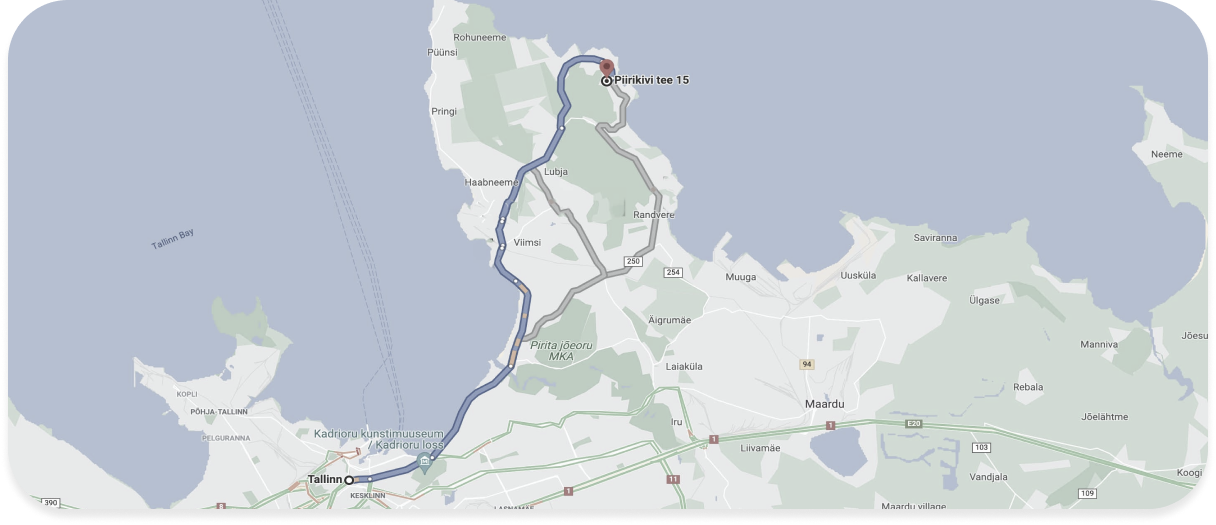 Rohuneeme
Püünsi
Piirikivi tee 15
Pringi
Neeme
Lubja
Haabneeme
Randvere
Tallinn Bay
Viimsi
Saviranna
250
254
Muuga
Uusküla
Kallavere
Ülgase
Äigrumäe
Jõesu
Pirita jõeoru
MKA
Manniva
Laiaküla
94
Rebala
KOPLI
Maardu
PÕHJA-TALLINN
Jõelähtme
Iru
1
E20
PELGURANNA
Kadrioru kunstimuuseum
/ Kadrioru loss
1
Liivamäe
103
Tallinn
Vandjala
Koogi
11
KESKLINN
1
109
390
8
LASNAMÄE
Maardu village